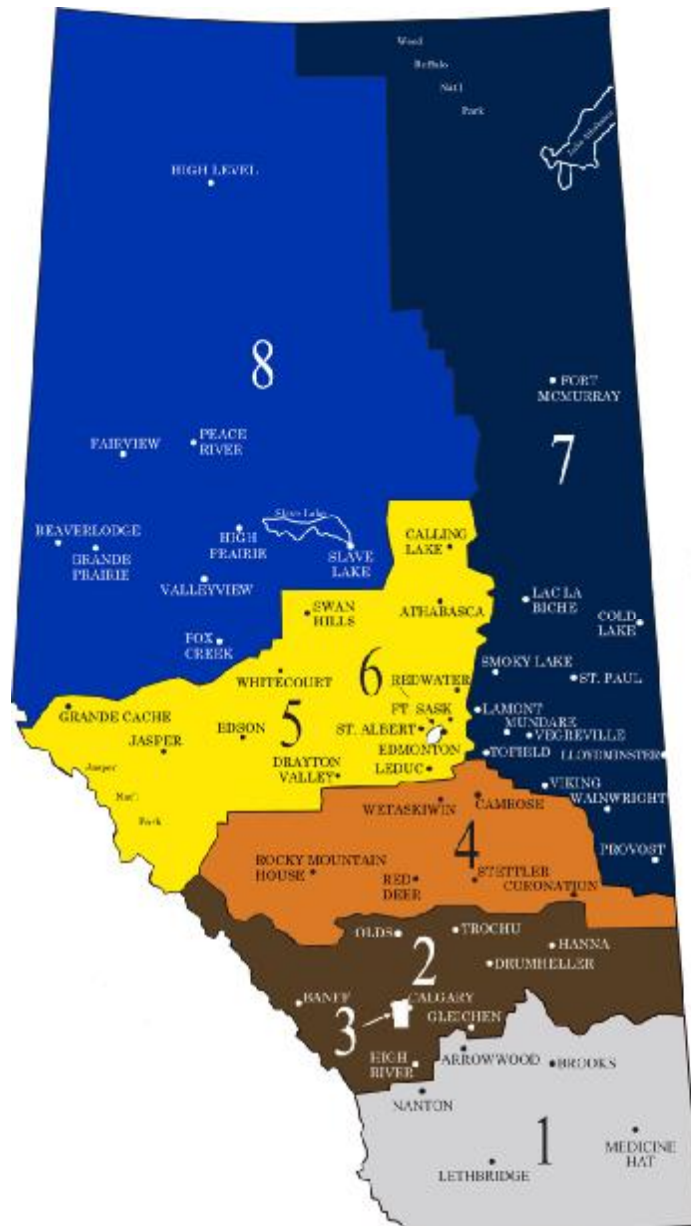 Wood
Buffalo
Nat'l
Park
Lake Athabasca
HIGH LEVEL
8
FORT
MCMURRAY
7
PEACE
RIVER
FAIRVIEW
Slave Lake
BEAVERLODGE
GRANDE
PRAIRIE
HIGH
PRAIRIE
SLAVE
LAKE
CALLING
LAKE
VALLEYVIEW
SWAN
HILLS
ATHABASCA
LAC LA
BICHE
COLD
LAKE
FOX
CREEK
WHITECOURT
6
REDWATER
SMOKY LAKE
ST. PAUL
GRANDE CACHE
5
EDSON
JASPER
FT SASK
ST. ALBERT
EDMONTON
LEDUC
LAMONT
MUNDARE
VEGREVILLE
TOFIELD
LLOYDMINSTER
DRAYTON
VALLEY
Jasper
Nat'l
Park
VIKING
WAINWRIGHT
WETASKIWIN
CAMROSE
4
PROVOST
ROCKY MOUNTAIN
HOUSE
RED
DEER
STETTLER
CORONATION
OLDS
TROCHU
HANNA
2
DRUMHELLER
BANFF
CALGARY
3
GLEICHEN
HIGH
RIVER
ARROWWOOD
BROOKS
NANTON
1
MEDICINE
HAT
LETHBRIDGE